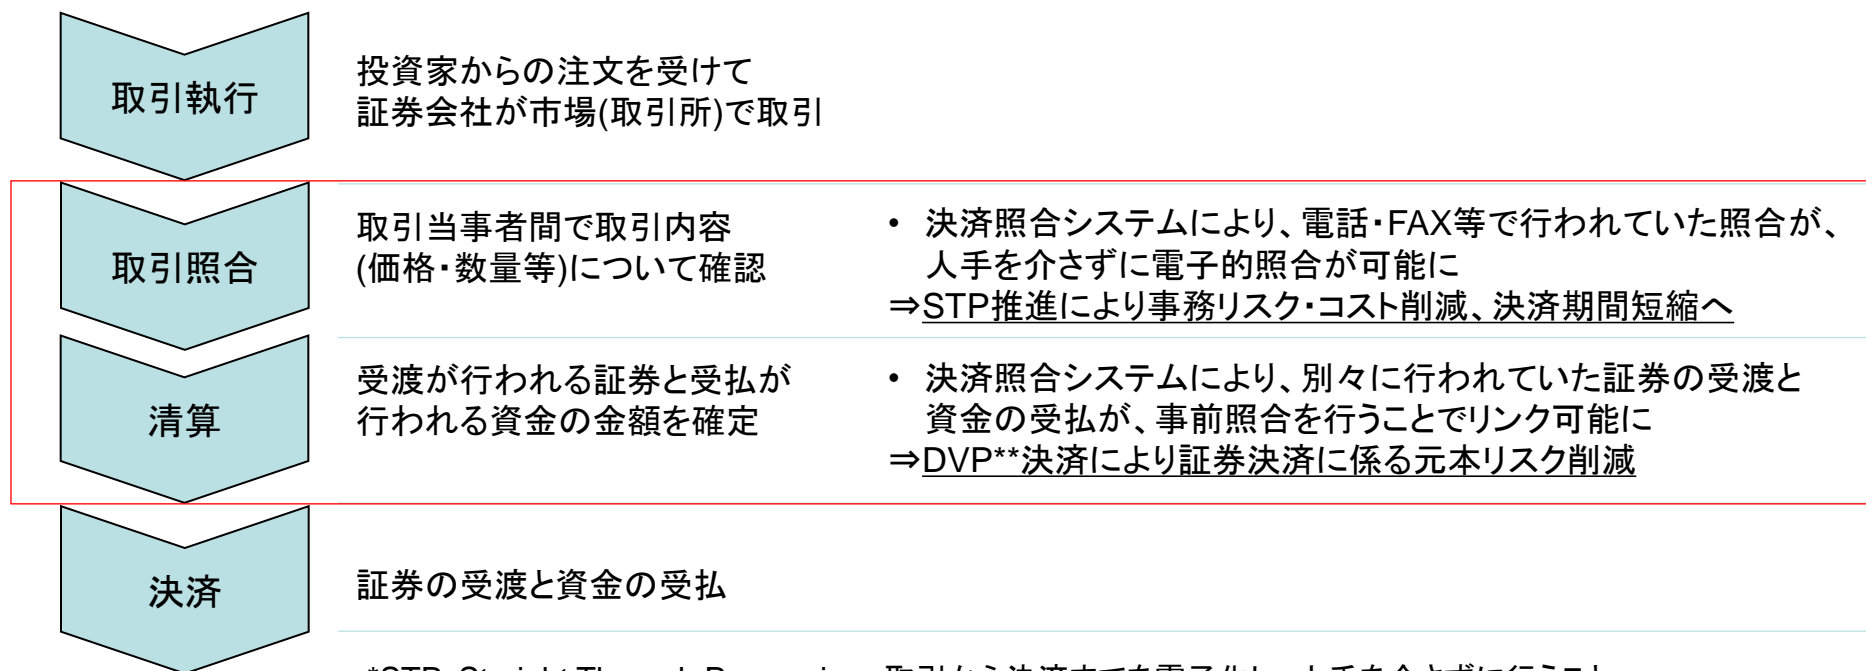 取引執行
投資家からの注文を受けて
証券会社が市場(取引所)で取引
取引照合
取引当事者間で取引内容
(価格・数量等)について確認
• 決済照合システムにより、電話・FAX等で行われていた照合が、
人手を介さずに電子的照合が可能に
⇒STP推進により事務リスク・コスト削減、決済期間短縮へ
清算
受渡が行われる証券と受払が
行われる資金の金額を確定
• 決済照合システムにより、別々に行われていた証券の受渡と
資金の受払が、事前照合を行うことでリンク可能に
⇒DVP**決済により証券決済に係る元本リスク削減
決済
証券の受渡と資金の受払